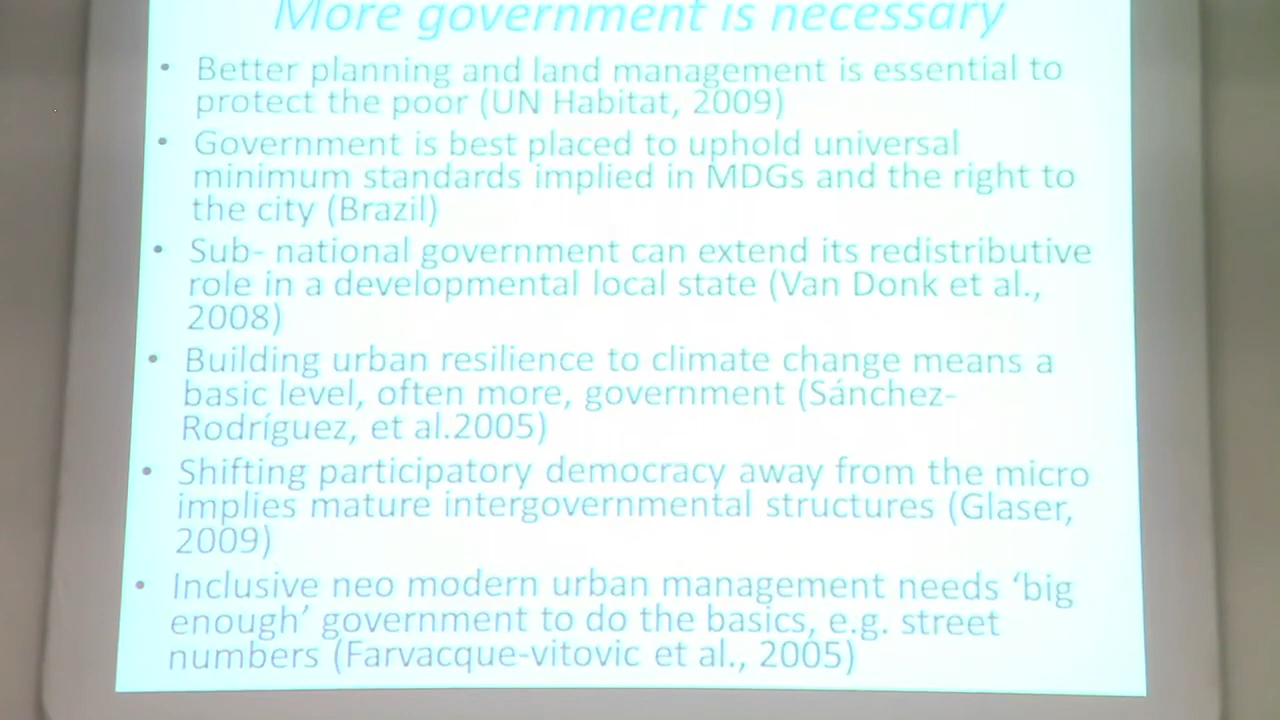 More government is necessary
• Better planning and land management is essential to
protect the poor (UN Habitat, 2009)
• Government is best placed to uphold universal
minimum standards implied in MDGs and the right to
the city (Brazil)
• Sub- national government can extend its redistributive
role in a developmental local state (Van Donk et al.,
2008)
• Building urban resilience to climate change means a
basic level, often more, government (Sánchez-
Rodríguez, et al.2005)
• Shifting participatory democracy away from the micro
implies mature intergovernmental structures (Glaser,
2009)
• Inclusive neo modern urban management needs ‘big
enough’ government to do the basics, e.g. street
numbers (Farvacque-vitovic et al., 2005)